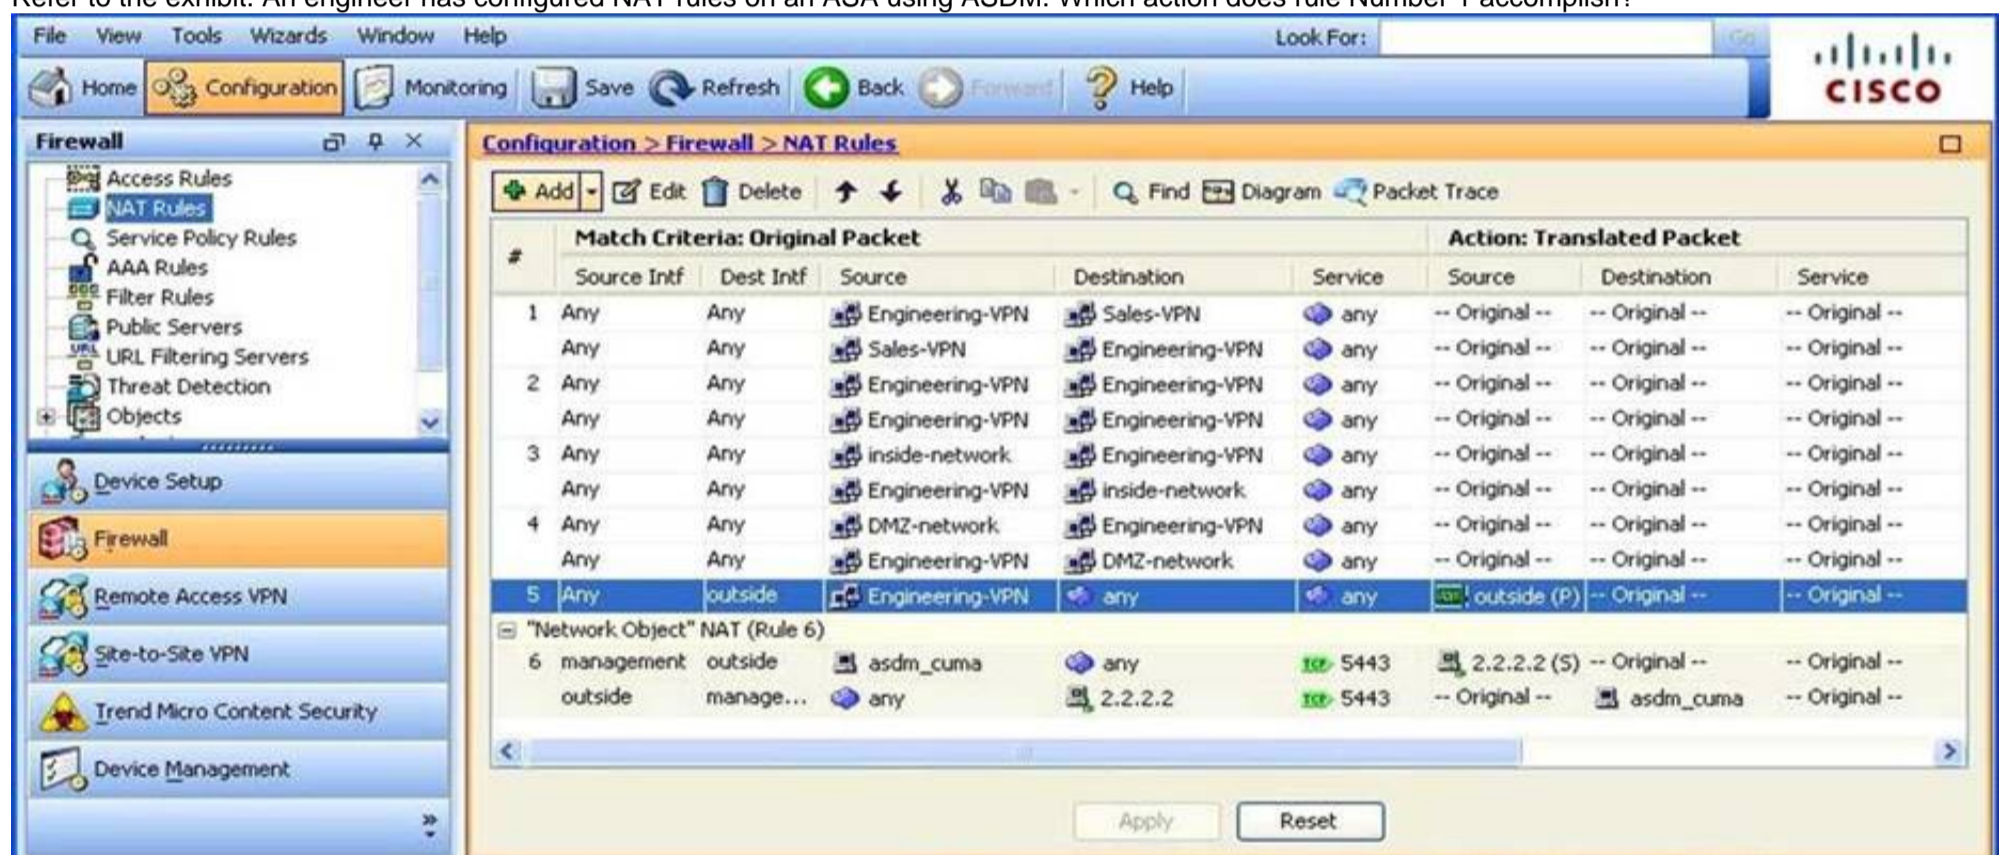 Refer to the exhibit. An engineer has configured NAT rules on an ASA using ASDM. Which action does rule Number 1 accomplish?
File View Tools Wizards Window Help Look For: Go
Home Configuration Monitoring Save Refresh Back Forward Help
CISCO
Firewall
Access Rules
NAT Rules
Service Policy Rules
AAA Rules
Filter Rules
Public Servers
URL Filtering Servers
Threat Detection
Objects
Device Setup
Firewall
Remote Access VPN
Site-to-Site VPN
Trend Micro Content Security
Device Management
Configuration > Firewall > NAT Rules
Add Edit Delete Find Diagram Packet Trace
# Match Criteria: Original Packet Action: Translated Packet
Source Intf Dest Intf Source Destination Service Source Destination Service
1 Any Any Engineering-VPN Sales-VPN any -- Original -- -- Original -- -- Original --
Any Any Sales-VPN Engineering-VPN any -- Original -- -- Original -- -- Original --
2 Any Any Engineering-VPN Engineering-VPN any -- Original -- -- Original -- -- Original --
Any Any Engineering-VPN Engineering-VPN any -- Original -- -- Original -- -- Original --
3 Any Any inside-network Engineering-VPN any -- Original -- -- Original -- -- Original --
Any Any Engineering-VPN inside-network any -- Original -- -- Original -- -- Original --
4 Any Any DMZ-network Engineering-VPN any -- Original -- -- Original -- -- Original --
Any Any Engineering-VPN DMZ-network any -- Original -- -- Original -- -- Original --
5 Any outside Engineering-VPN any any outside (P) -- Original -- -- Original --
"Network Object" NAT (Rule 6)
6 management outside asdm_cuma any TCP 5443 2.2.2.2 (S) -- Original -- -- Original --
outside manage... any 2.2.2.2 TCP 5443 -- Original -- asdm_cuma -- Original --
Apply Reset